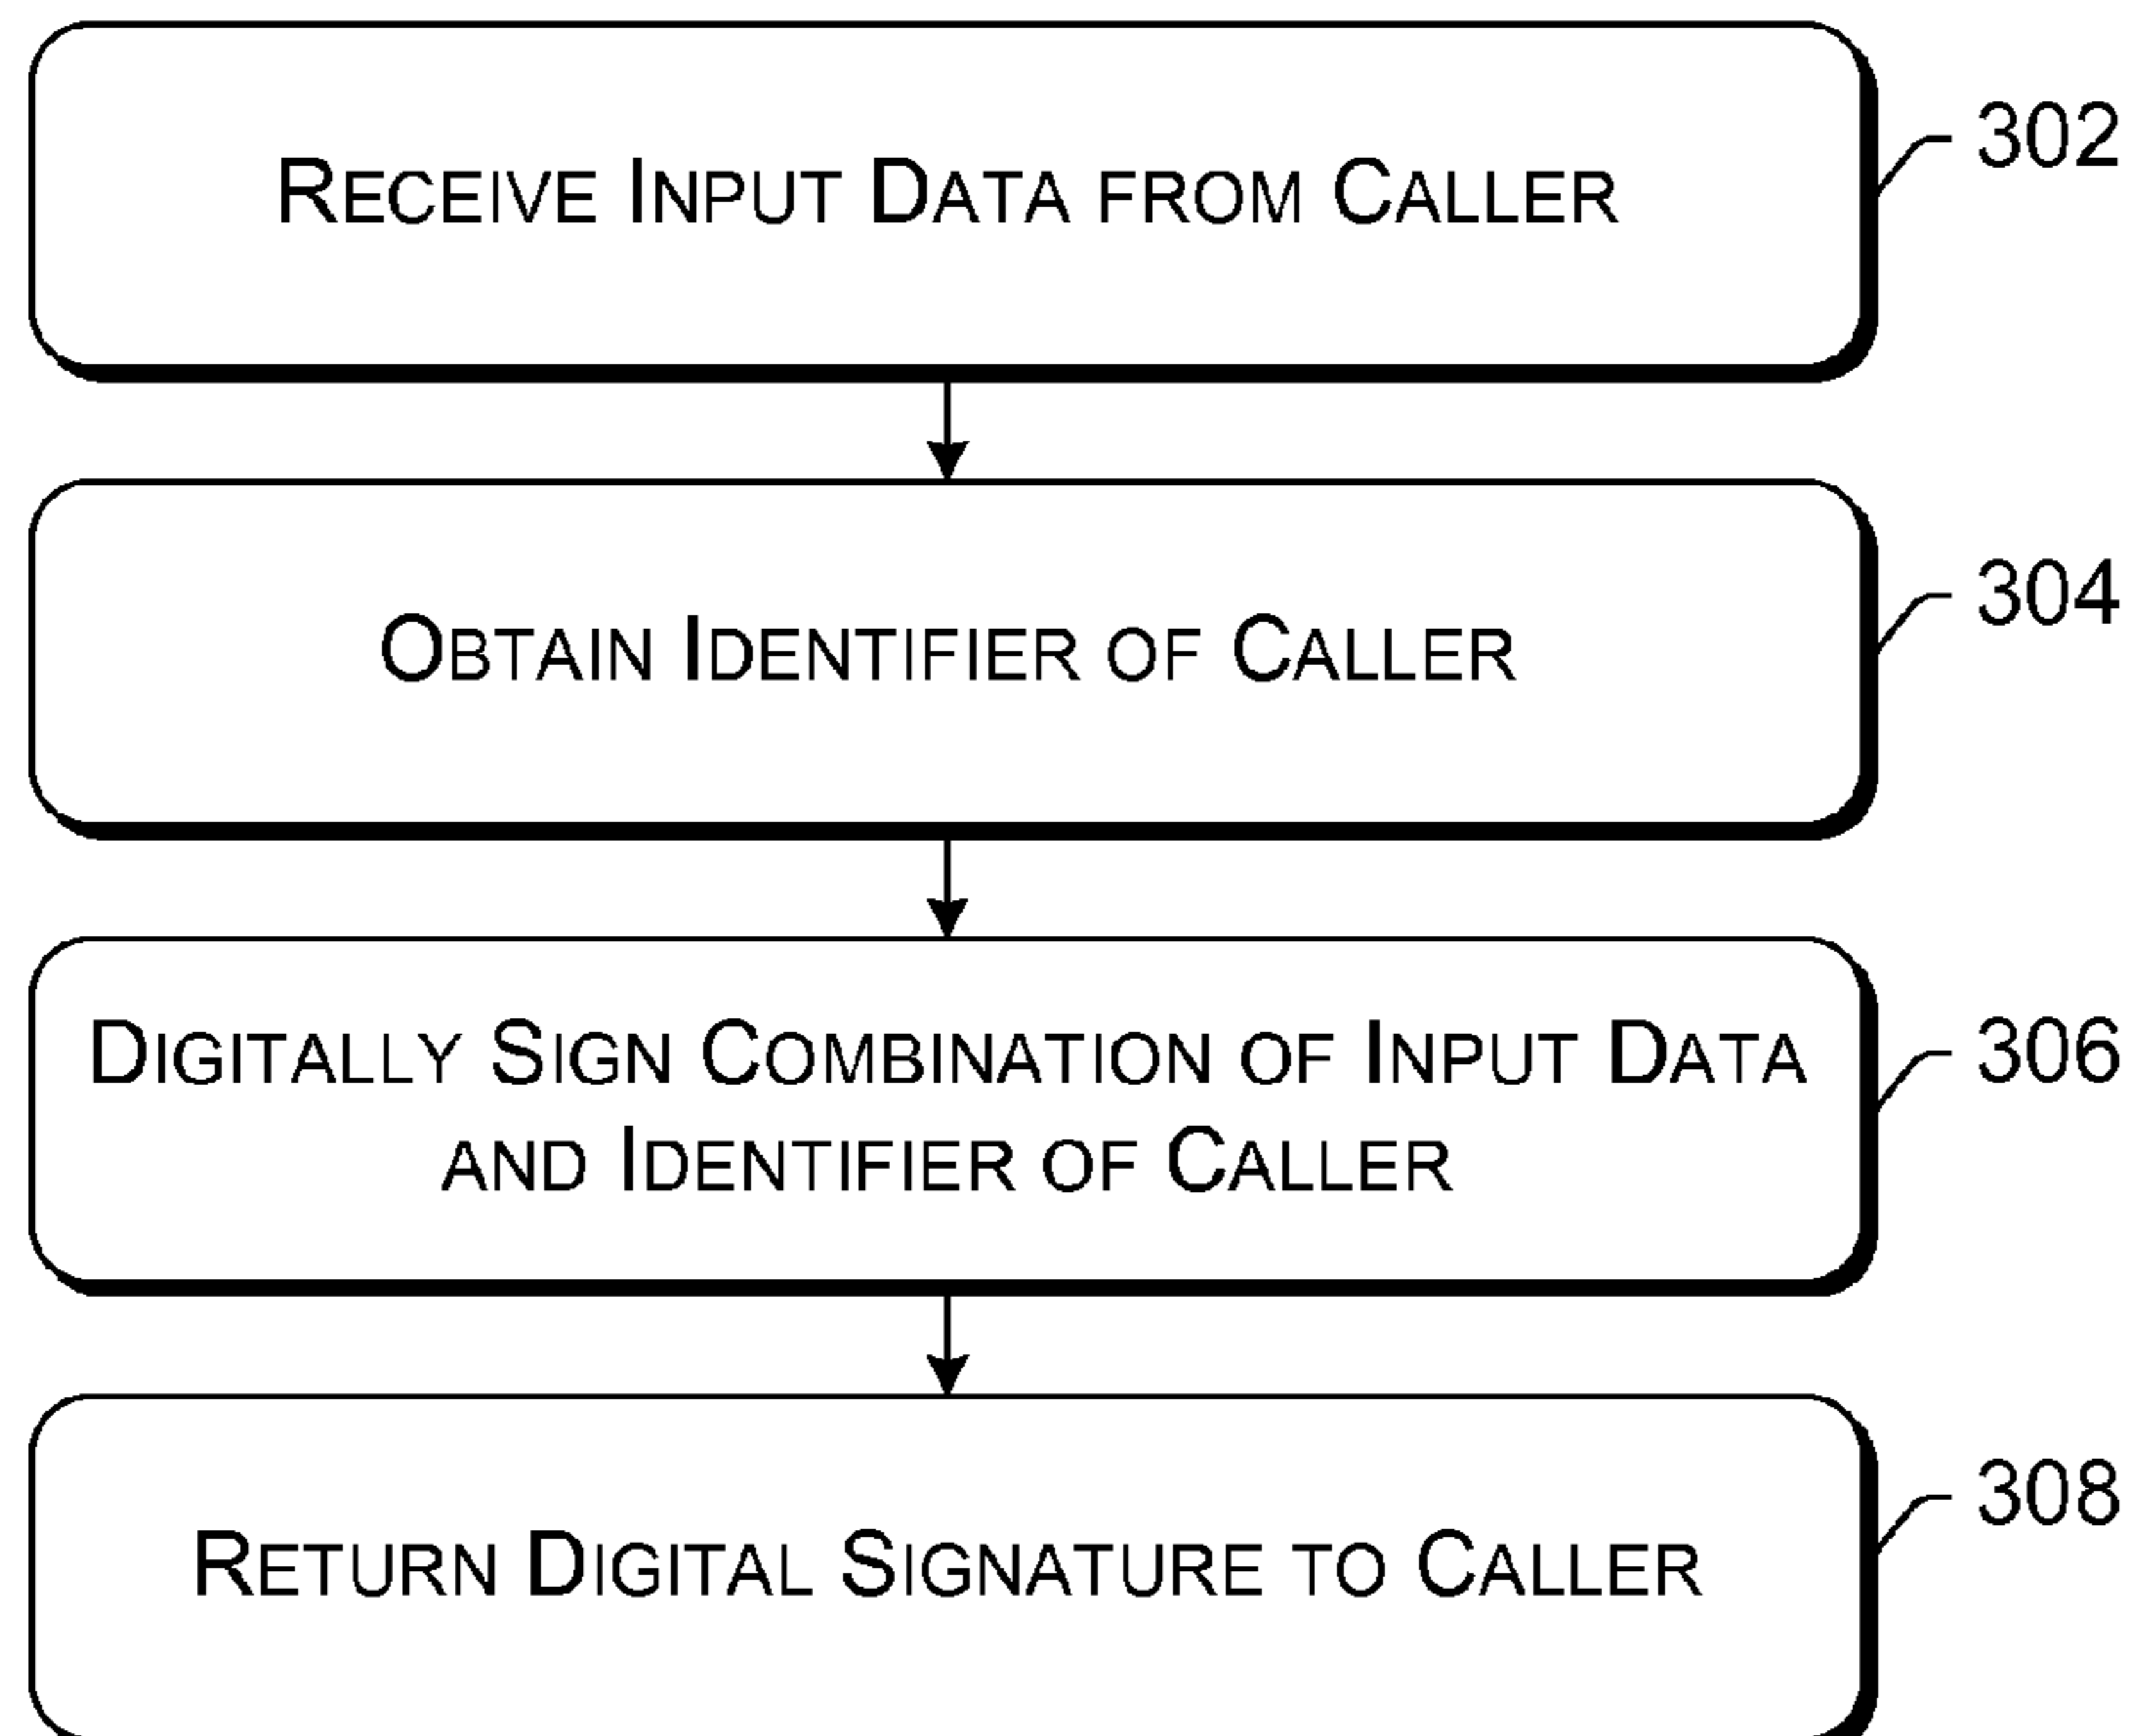 RECEIVE INPUT DATA FROM CALLER
302
OBTAIN IDENTIFIER OF CALLER
304
DIGITALLY SIGN COMBINATION OF INPUT DATA
AND IDENTIFIER OF CALLER
306
RETURN DIGITAL SIGNATURE TO CALLER
308